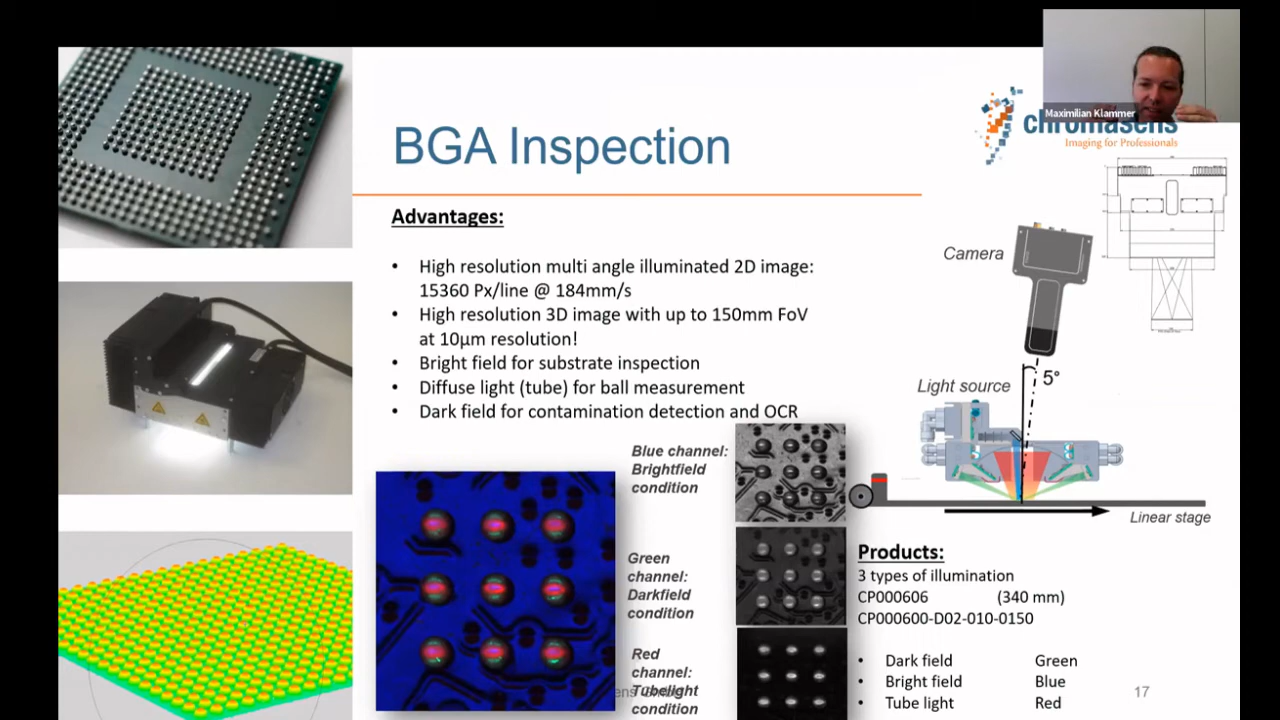 Maximilian Klammer
chromasens
Imaging for Professionals
BGA Inspection
Advantages:
• High resolution multi angle illuminated 2D image:
15360 Px/line @ 184mm/s
• High resolution 3D image with up to 150mm FoV
at 10µm resolution!
• Bright field for substrate inspection
• Diffuse light (tube) for ball measurement
• Dark field for contamination detection and OCR
Camera
5°
Light source
Linear stage
Blue channel:
Brightfield
condition
Green
channel:
Darkfield
condition
Red
channel:
Tubelight
condition
Products:
3 types of illumination
CP000606 (340 mm)
CP000600-D02-010-0150
• Dark field Green
• Bright field Blue
• Tube light Red
17